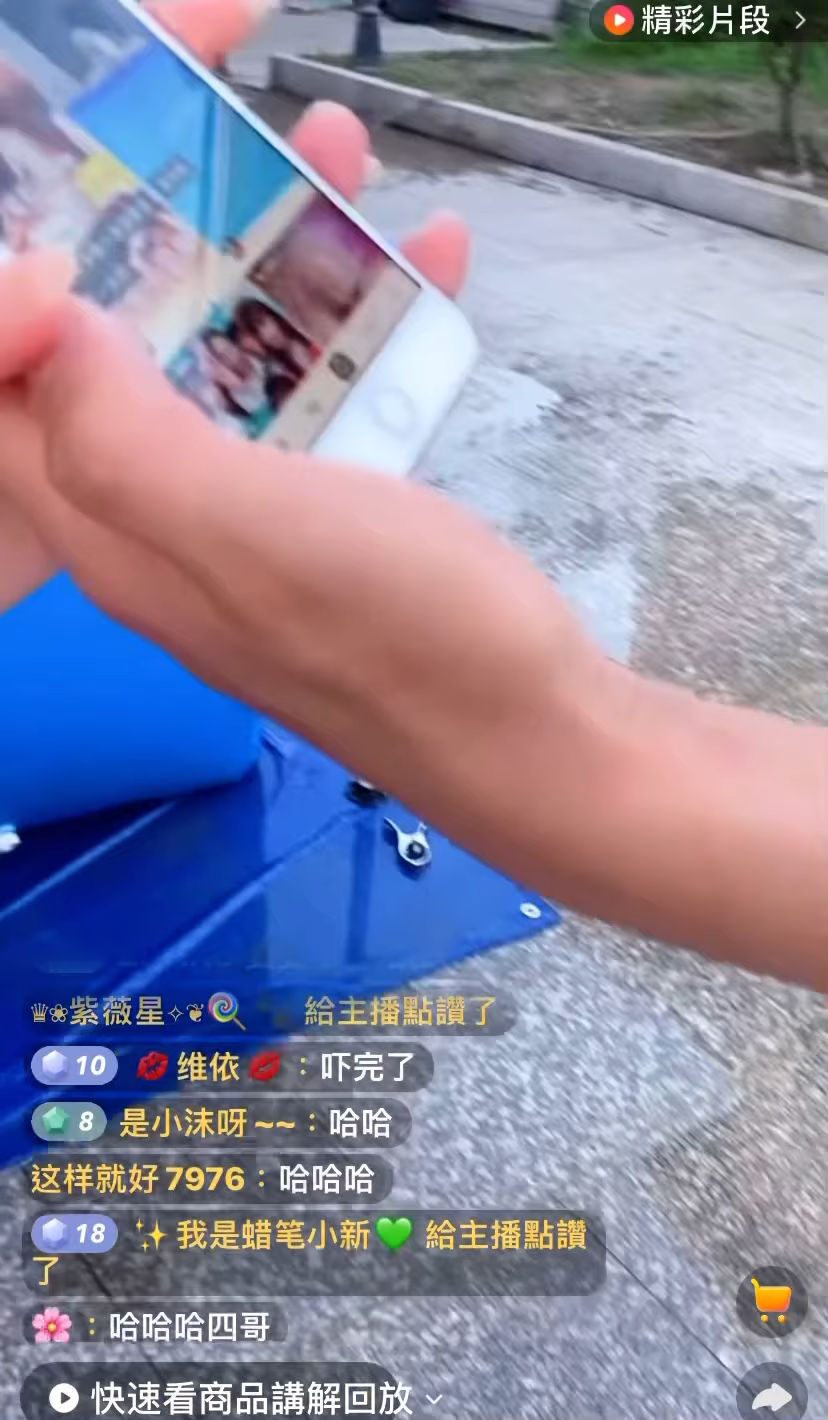 精彩片段
♛❀紫薇星✧❦🍭 給主播點讚了
10 💋维依💋：吓完了
8 是小沫呀~~：哈哈
这样就好7976：哈哈哈
18 ✨我是蜡笔小新💚 給主播點讚
了
🌸：哈哈哈四哥
快速看商品講解回放